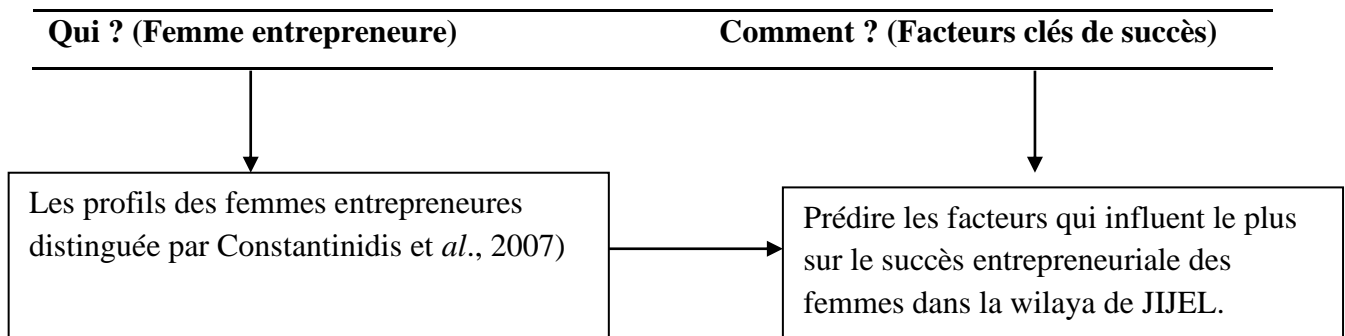 Qui ? (Femme entrepreneure) Comment ? (Facteurs clés de succès)
Les profils des femmes entrepreneures
distinguée par Constantinidis et al., 2007)
Prédire les facteurs qui influent le plus
sur le succès entrepreneuriale des
femmes dans la wilaya de JIJEL.